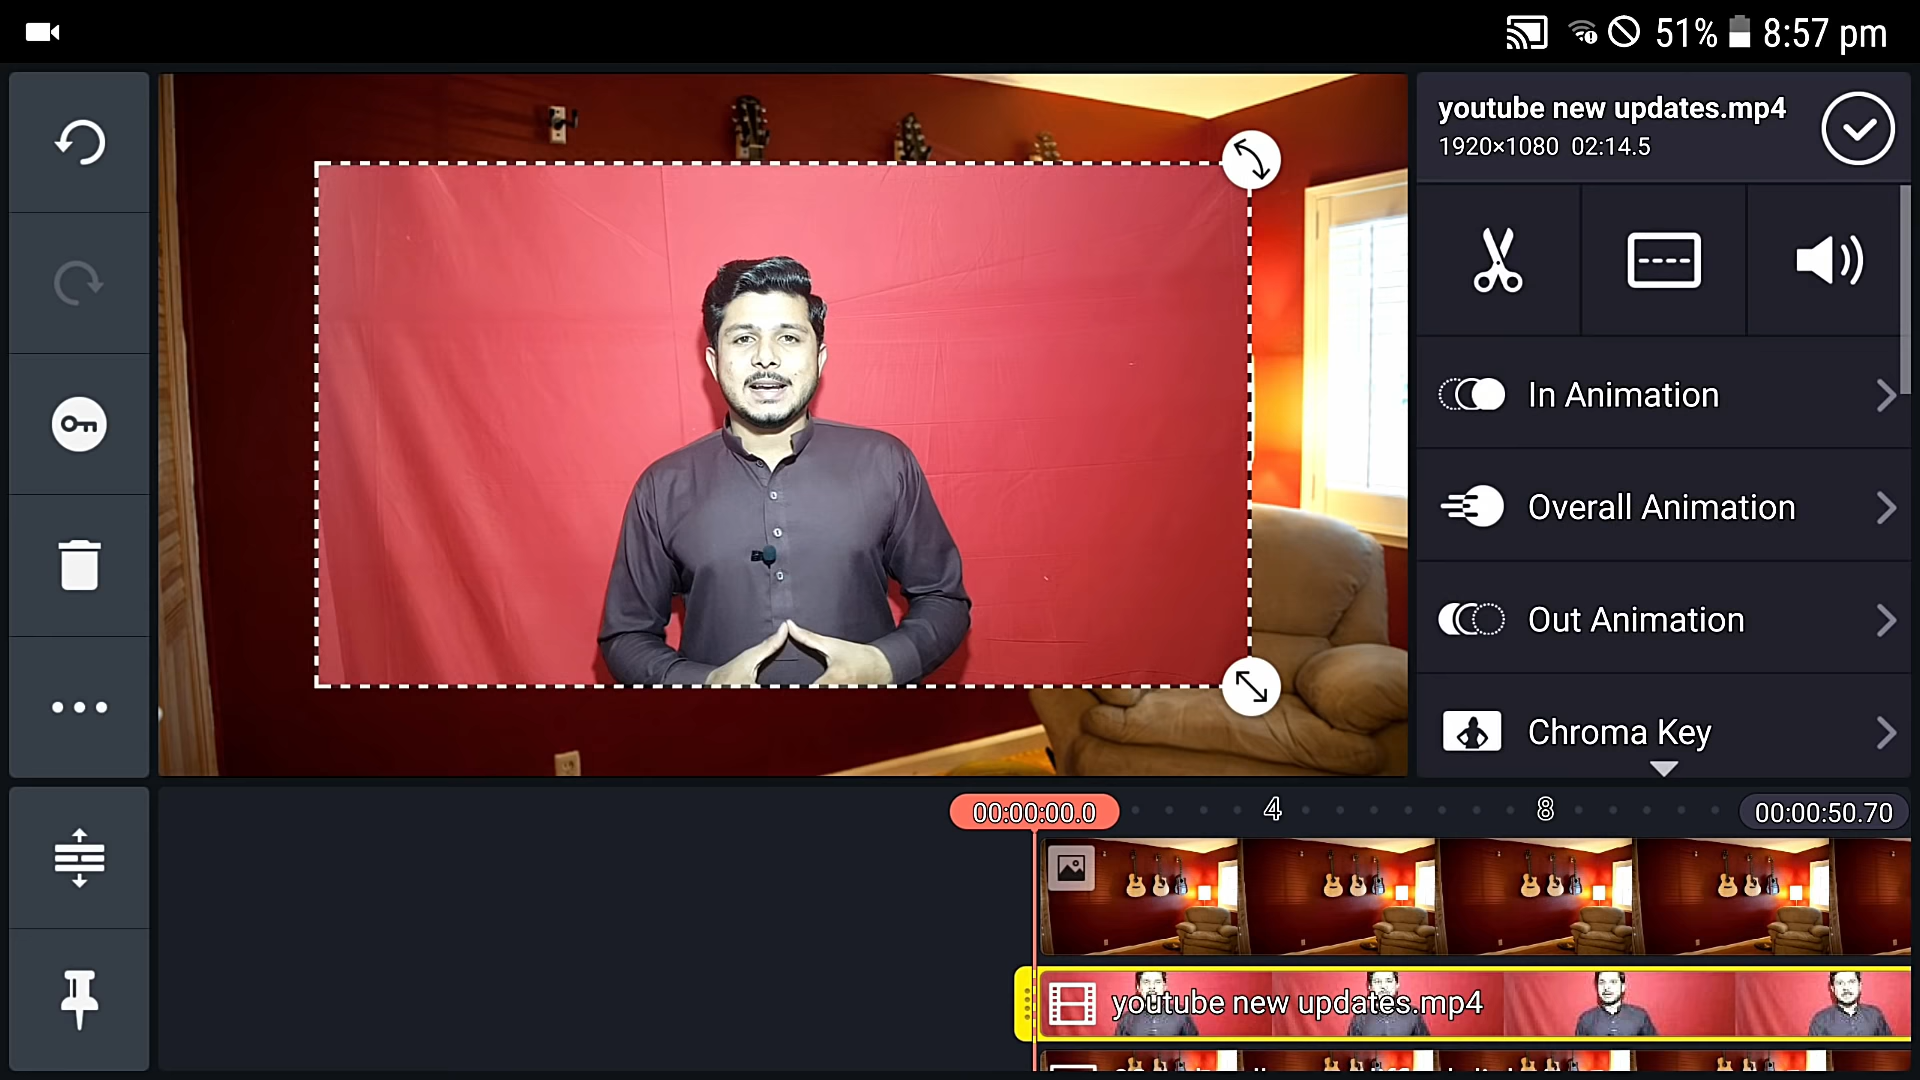 51% 8:57 pm
youtube new updates.mp4
1920×1080 02:14.5
In Animation
Overall Animation
Out Animation
Chroma Key
00:00:00.0 4 8 00:00:50.70
youtube new updates.mp4